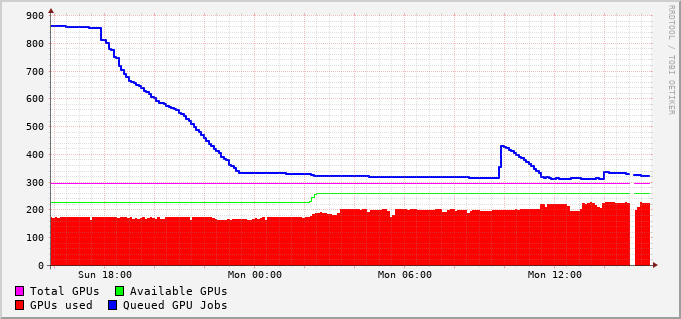 900
800
700
600
500
400
300
200
100
0
Sun 18:00 Mon 00:00 Mon 06:00 Mon 12:00
Total GPUs Available GPUs
GPUs used Queued GPU Jobs
RRDTOOL / TOBI OETIKER